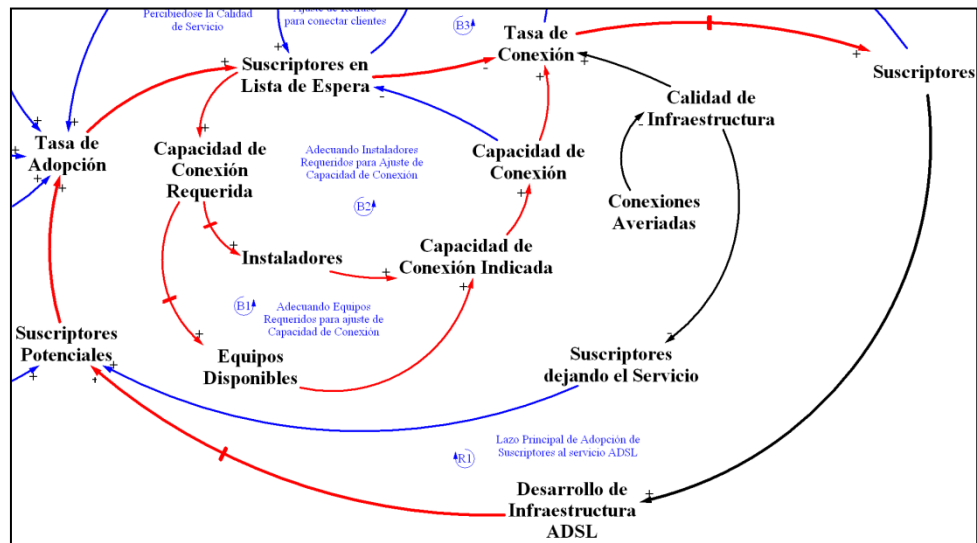 Percibiedose la Calidad
de Servicio
para conectar clientes
B3
Tasa de
Conexión
Suscriptores en
Lista de Espera
Suscriptores
Calidad de
Infraestructura
Tasa de
Adopción
Capacidad de
Conexión
Requerida
Adecuando Instaladores
Requeridos para Ajuste de
Capacidad de Conexión
B2
Capacidad de
Conexión
Conexiones
Averiadas
Instaladores
Capacidad de
Conexión Indicada
B1
Adecuando Equipos
Requeridos para ajuste de
Capacidad de Conexión
Suscriptores
Potenciales
Equipos
Disponibles
Suscriptores
dejando el Servicio
R1
Lazo Principal de Adopción de
Suscriptores al servicio ADSL
Desarrollo de
Infraestructura
ADSL